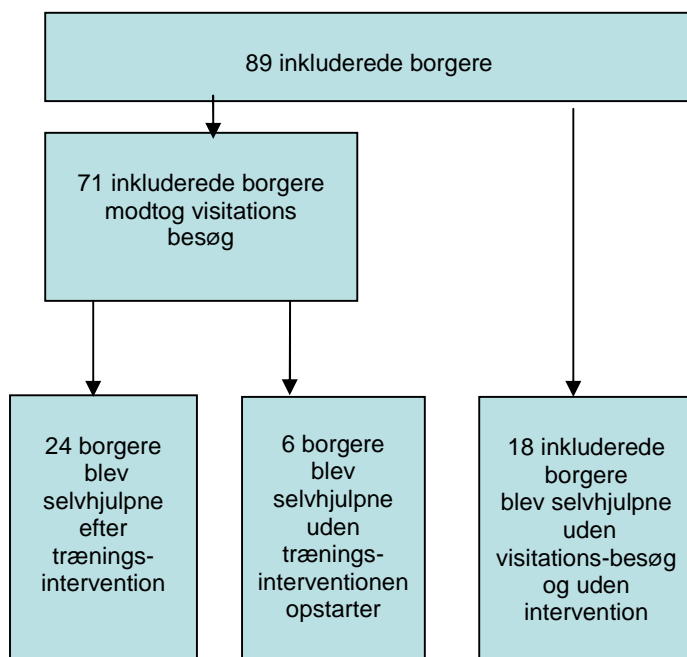 89 inkluderede borgere
71 inkluderede borgere
modtog visitations
besøg
24 borgere
blev
selvhjulpne
efter
trænings-
intervention
6 borgere
blev
selvhjulpne
uden
trænings-
interventionen
opstarter
18 inkluderede
borgere
blev selvhjulpne
uden
visitations-besøg
og uden
intervention